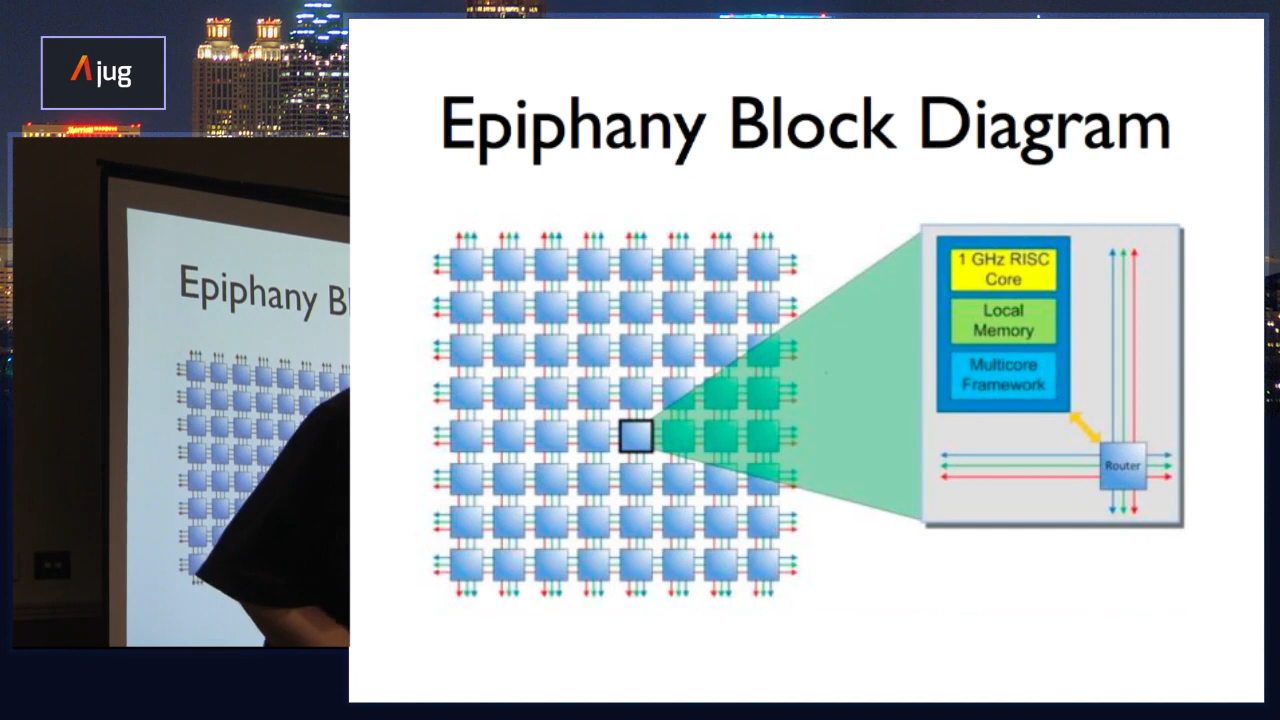 jug
Epiphany Block Diagram
Epiphany B
1 GHz RISC
Core
Local
Memory
Multicore
Framework
Router